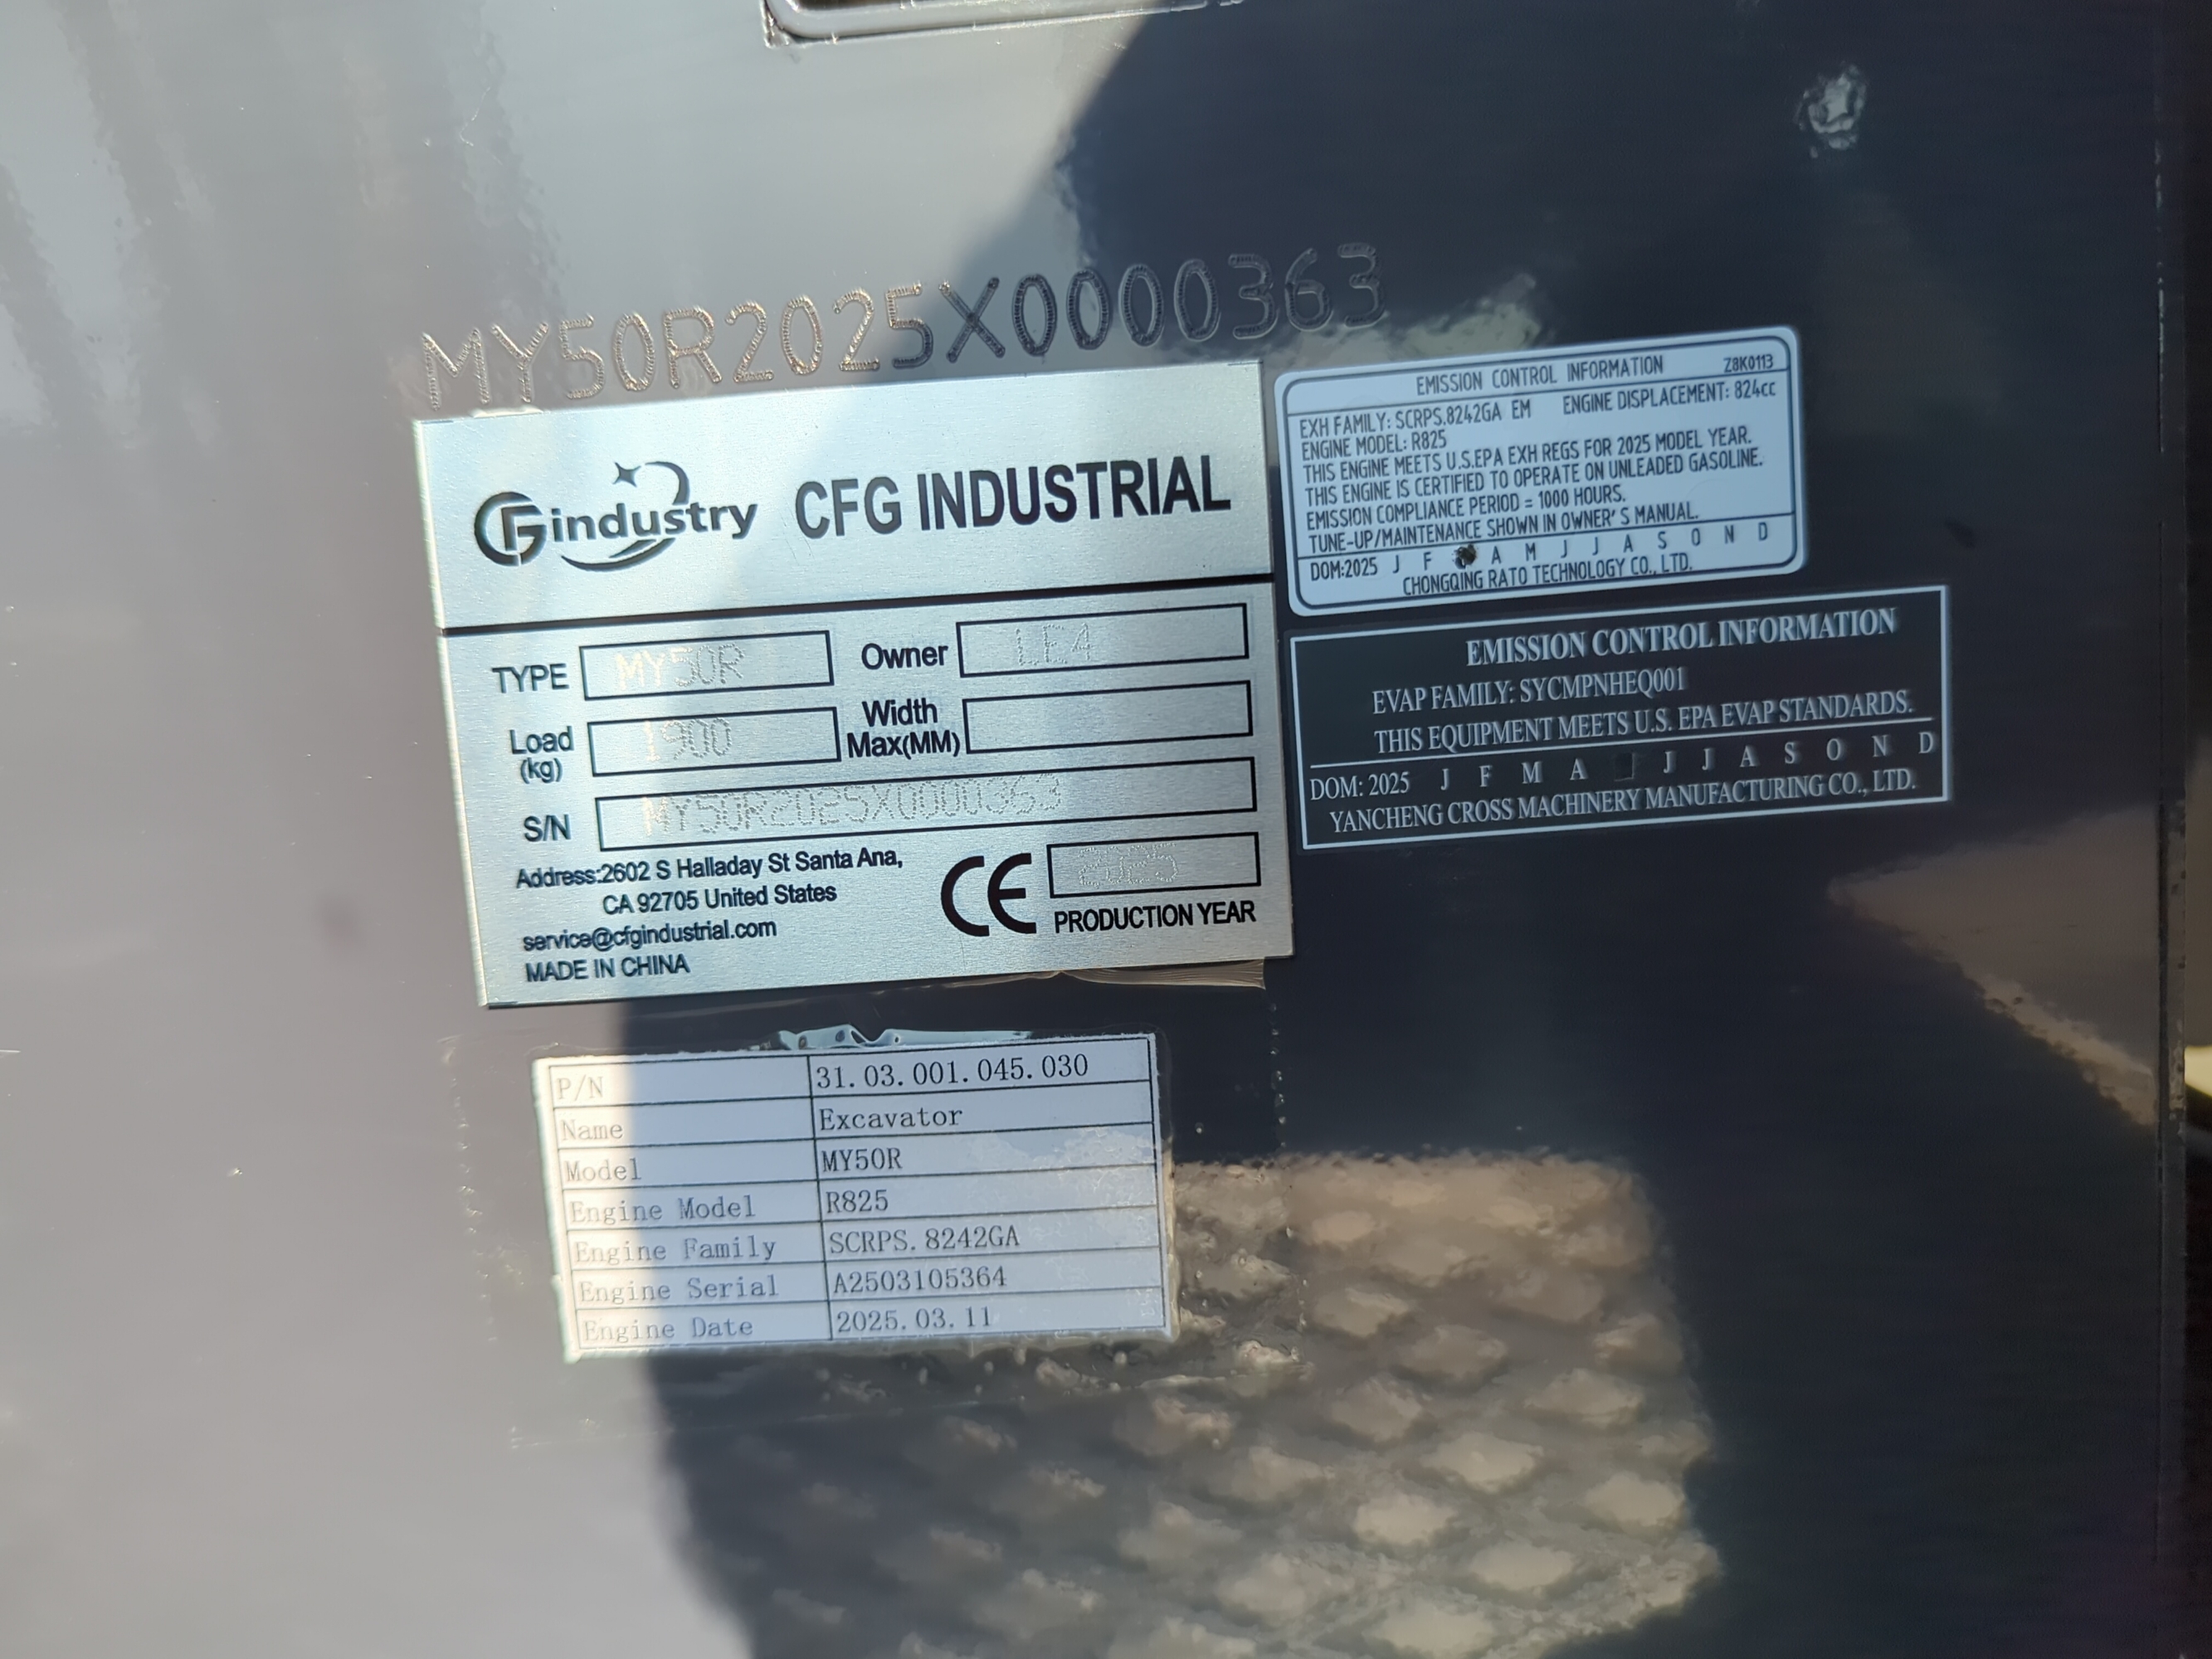 MY50R2025X0000363
CFG industry CFG INDUSTRIAL
TYPE MY50R Owner LE4
Load (kg) 1900 Width Max(MM)
S/N MY50R2025X0000363
Address:2602 S Halladay St Santa Ana,
CA 92705 United States
service@cfgindustrial.com
MADE IN CHINA
CE 2025
PRODUCTION YEAR
EMISSION CONTROL INFORMATION Z8K0113
EXH FAMILY: SCRPS.8242GA EM ENGINE DISPLACEMENT: 824cc
ENGINE MODEL: R825
THIS ENGINE MEETS U.S.EPA EXH REGS FOR 2025 MODEL YEAR.
THIS ENGINE IS CERTIFIED TO OPERATE ON UNLEADED GASOLINE.
EMISSION COMPLIANCE PERIOD = 1000 HOURS.
TUNE-UP/MAINTENANCE SHOWN IN OWNER'S MANUAL.
DOM:2025 J F A M J J A S O N D
CHONGQING RATO TECHNOLOGY CO., LTD.
EMISSION CONTROL INFORMATION
EVAP FAMILY: SYCMPNHEQ001
THIS EQUIPMENT MEETS U.S. EPA EVAP STANDARDS.
DOM: 2025 J F M A J J A S O N D
YANCHENG CROSS MACHINERY MANUFACTURING CO., LTD.
P/N 31.03.001.045.030
Name Excavator
Model MY50R
Engine Model R825
Engine Family SCRPS.8242GA
Engine Serial A2503105364
Engine Date 2025.03.11